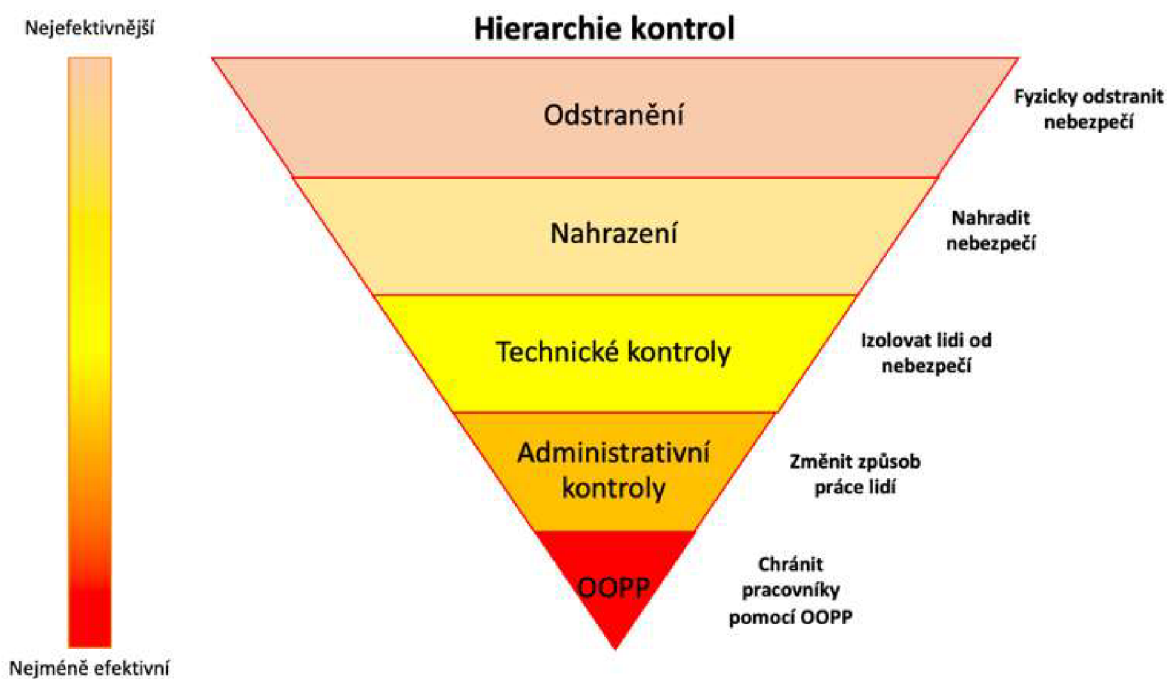 Nejefektivnější
Hierarchie kontrol
Odstranění
Fyzicky odstranit
nebezpečí
Nahrazení
Nahradit
nebezpečí
Technické kontroly
Izolovat lidi od
nebezpečí
Administrativní
kontroly
Změnit způsob
práce lidí
OOPP
Chránit
pracovníky
pomocí OOPP
Nejméně efektivní